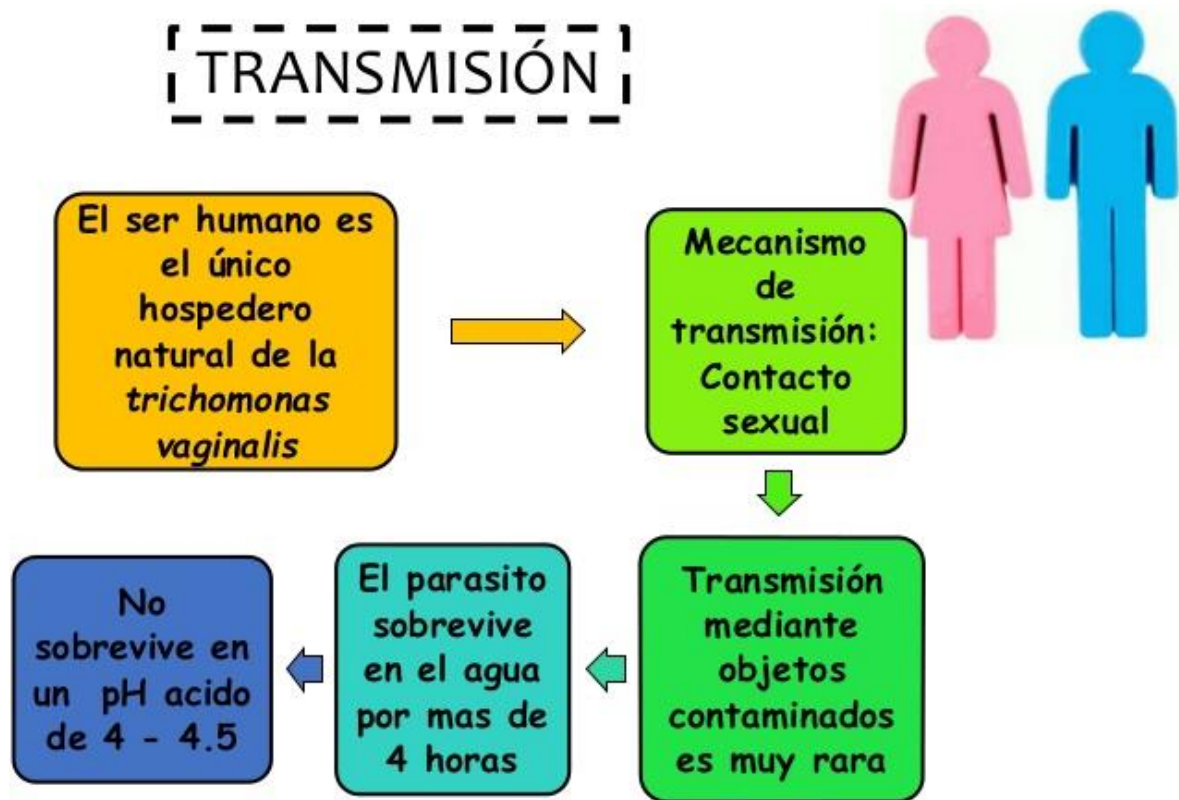 TRANSMISIÓN
El ser humano es
el único
hospedero
natural de la
trichomonas
vaginalis
Mecanismo
de
transmisión:
Contacto
sexual
Transmisión
mediante
objetos
contaminados
es muy rara
El parasito
sobrevive
en el agua
por mas de
4 horas
No
sobrevive en
un pH acido
de 4 - 4.5